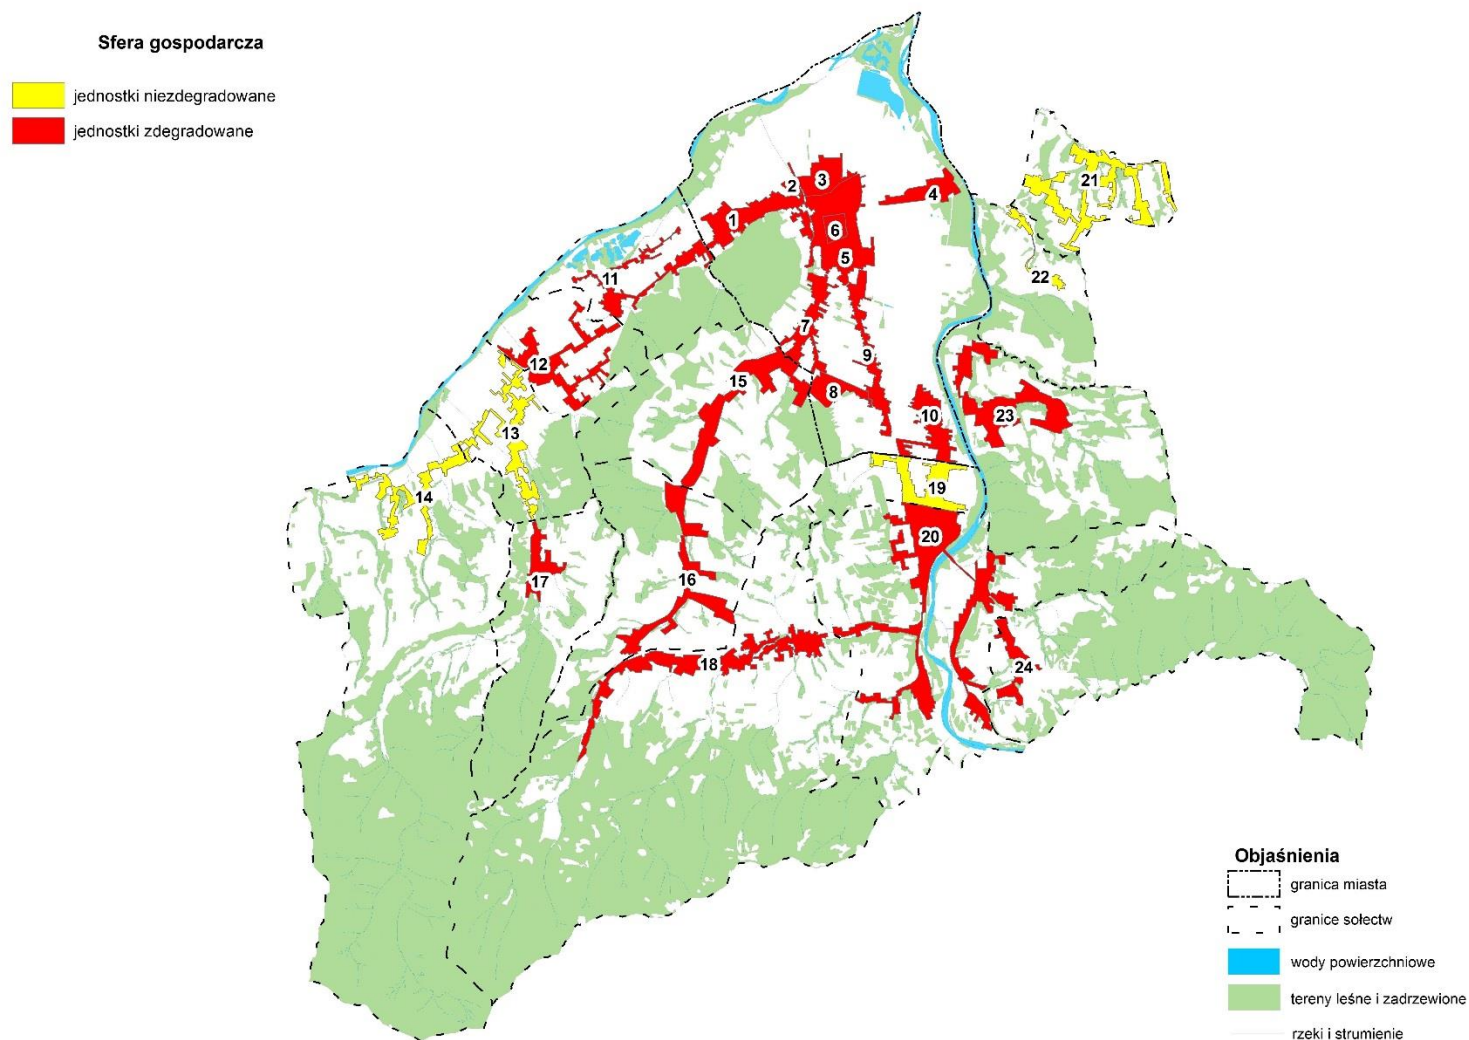 Sfera gospodarcza
jednostki niezdegradowane
jednostki zdegradowane
21
3
2
4
1
6
5
22
11
7
9
12
15
8
10
23
13
19
14
20
17
16
18
24
Objaśnienia
granica miasta
granice sołectw
wody powierzchniowe
tereny leśne i zadrzewione
rzeki i strumienie